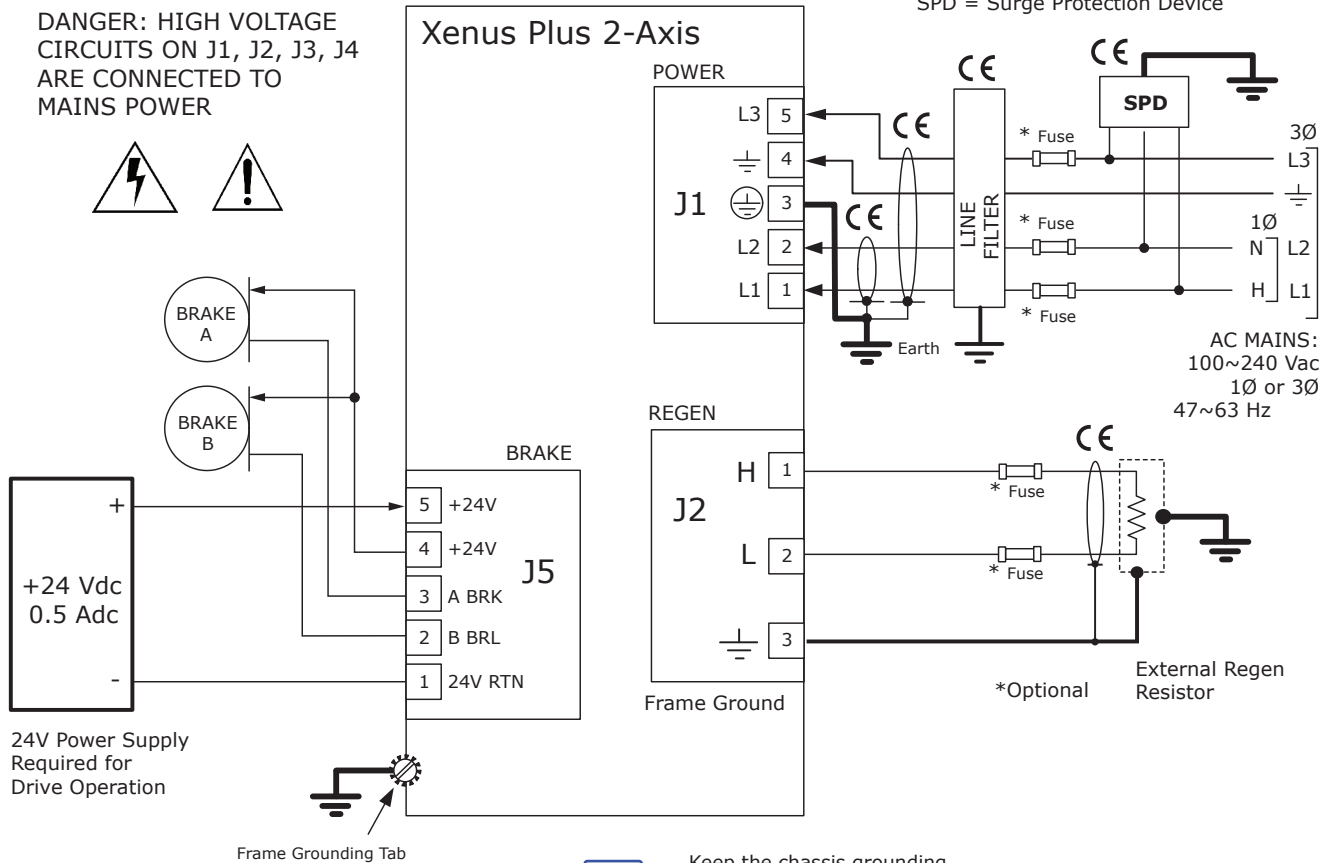 SPD = Surge Protection Device
DANGER: HIGH VOLTAGE
CIRCUITS ON J1, J2, J3, J4
ARE CONNECTED TO
MAINS POWER
Xenus Plus 2-Axis
POWER
L3 5
4
J1 3
L2 2
L1 1
CE
CE
CE
CE
SPD
LINE
FILTER
* Fuse
* Fuse
* Fuse
Earth
3Ø
L3
1Ø
N L2
H L1
AC MAINS:
100~240 Vac
1Ø or 3Ø
47~63 Hz
BRAKE
A
BRAKE
B
+
+24 Vdc
0.5 Adc
-
24V Power Supply
Required for
Drive Operation
BRAKE
J5
5 +24V
4 +24V
3 A BRK
2 B BRL
1 24V RTN
Frame Grounding Tab
REGEN
J2
H 1
L 2
3
Frame Ground
CE
* Fuse
* Fuse
*Optional
External Regen
Resistor
Keep the chassis grounding